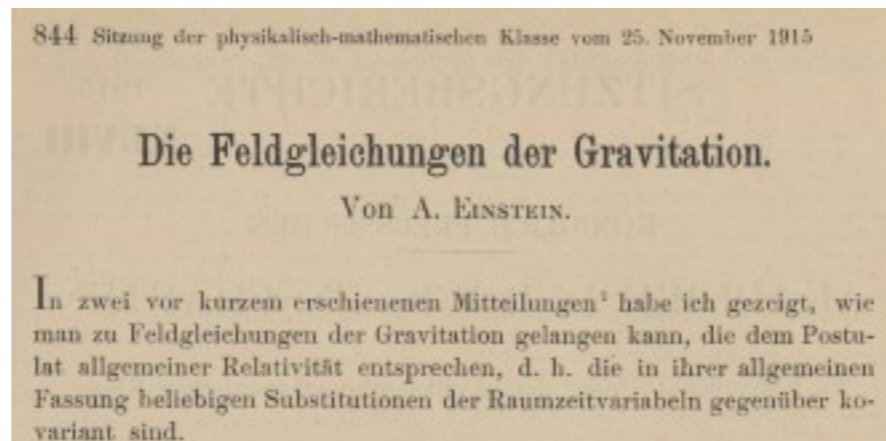 844 Sitzung der physikalisch-mathematischen Klasse vom 25. November 1915
Die Feldgleichungen der Gravitation.
Von A. Einstein.
In zwei vor kurzem erschienenen Mitteilungen¹ habe ich gezeigt, wie
man zu Feldgleichungen der Gravitation gelangen kann, die dem Postu-
lat allgemeiner Relativität entsprechen, d. h. die in ihrer allgemeinen
Fassung beliebigen Substitutionen der Raumzeitvariabeln gegenüber ko-
variant sind.